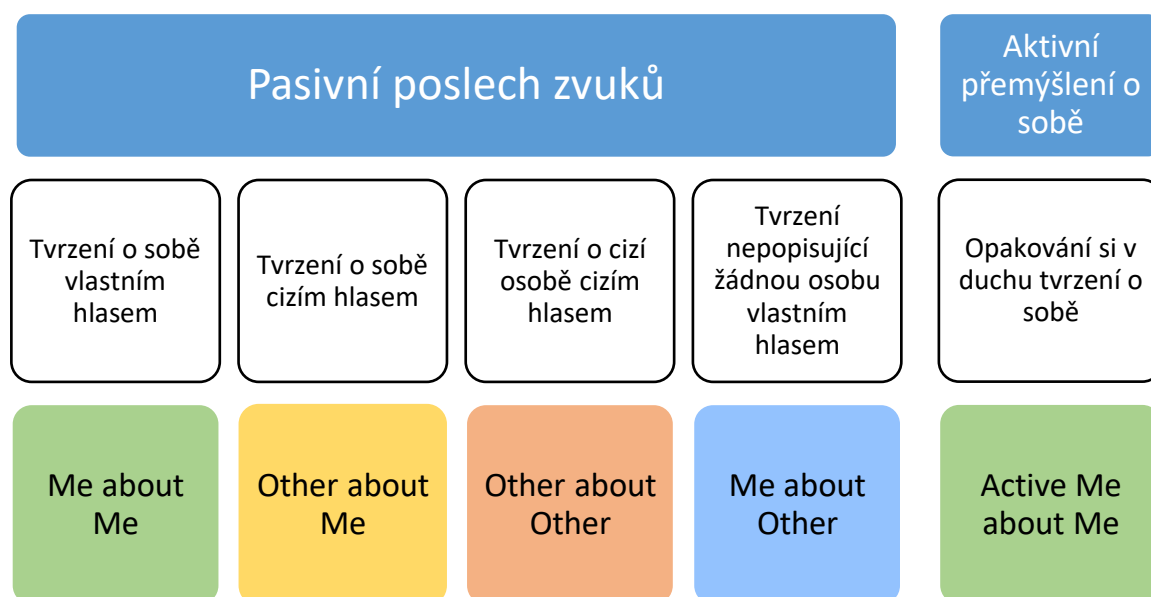 Pasivní poslech zvuků
Aktivní
přemýšlení o
sobě
Tvrzení o sobě
vlastním
hlasem
Tvrzení o sobě
cizím hlasem
Tvrzení o cizí
osobě cizím
hlasem
Tvrzení
nepopisující
žádnou osobu
vlastním
hlasem
Opakování si v
duchu tvrzení o
sobě
Me about
Me
Other about
Me
Other about
Other
Me about
Other
Active Me
about Me